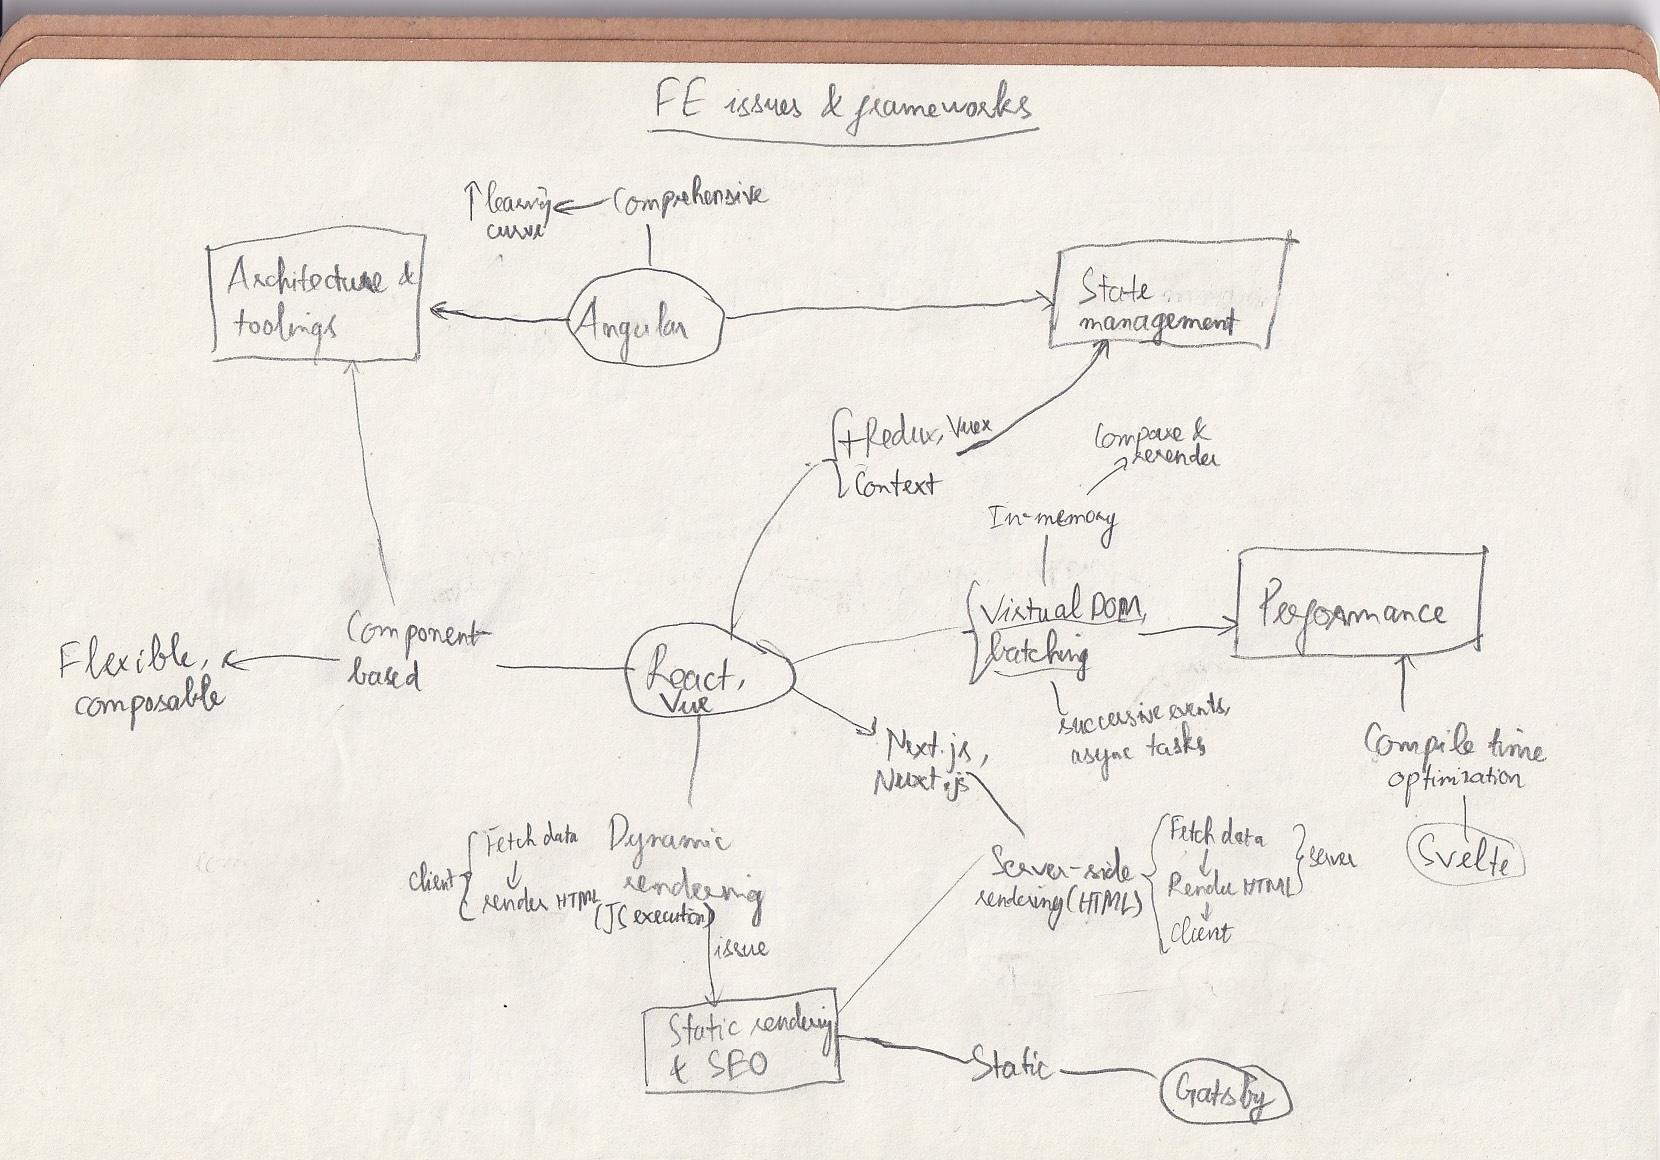 FE issues & frameworks
↑ learning
curve
Comprehensive
Architecture &
toolings
Angular
State
management
+ Redux, Vuex
Context
Compare &
rerender
In-memory
Virtual DOM,
batching
Performance
successive events,
async tasks
Component-
based
Flexible,
composable
React,
Vue
Next.js,
Nuxt.js
Compile time
optimization
Svelte
Dynamic
rendering
(JS execution)
issue
client
Fetch data
↓
render HTML
Server-side
rendering (HTML)
Fetch data
↓
Render HTML
↓
Client
server
Static rendering
& SEO
Static
Gatsby